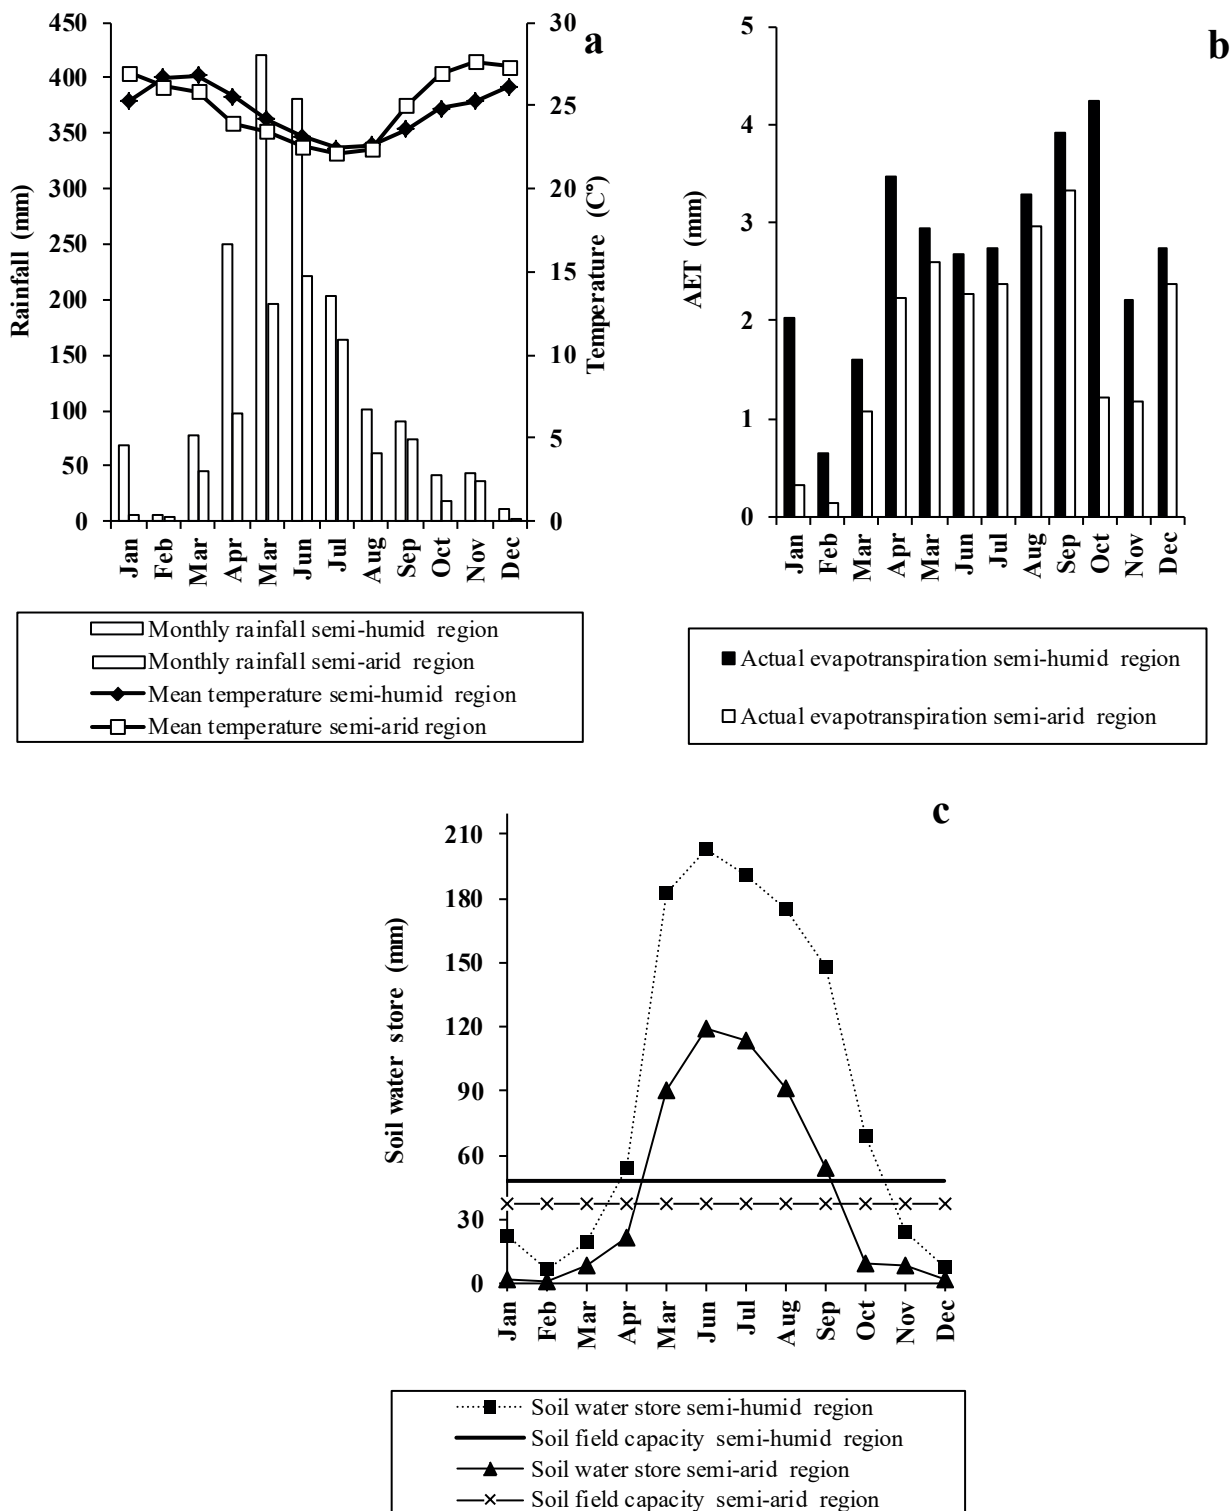 a
450
400
350
300
250
200
150
100
50
0
Rainfall (mm)
30
25
20
15
10
5
0
Temperature (C°)
Jan Feb Mar Apr Mar Jun Jul Aug Sep Oct Nov Dec
Monthly rainfall semi-humid region
Monthly rainfall semi-arid region
Mean temperature semi-humid region
Mean temperature semi-arid region
b
5
4
3
2
1
0
AET (mm)
Jan Feb Mar Apr Mar Jun Jul Aug Sep Oct Nov Dec
Actual evapotranspiration semi-humid region
Actual evapotranspiration semi-arid region
c
210
180
150
120
90
60
30
0
Soil water store (mm)
Jan Feb Mar Apr Mar Jun Jul Aug Sep Oct Nov Dec
Soil water store semi-humid region
Soil field capacity semi-humid region
Soil water store semi-arid region
Soil field capacity semi-arid region